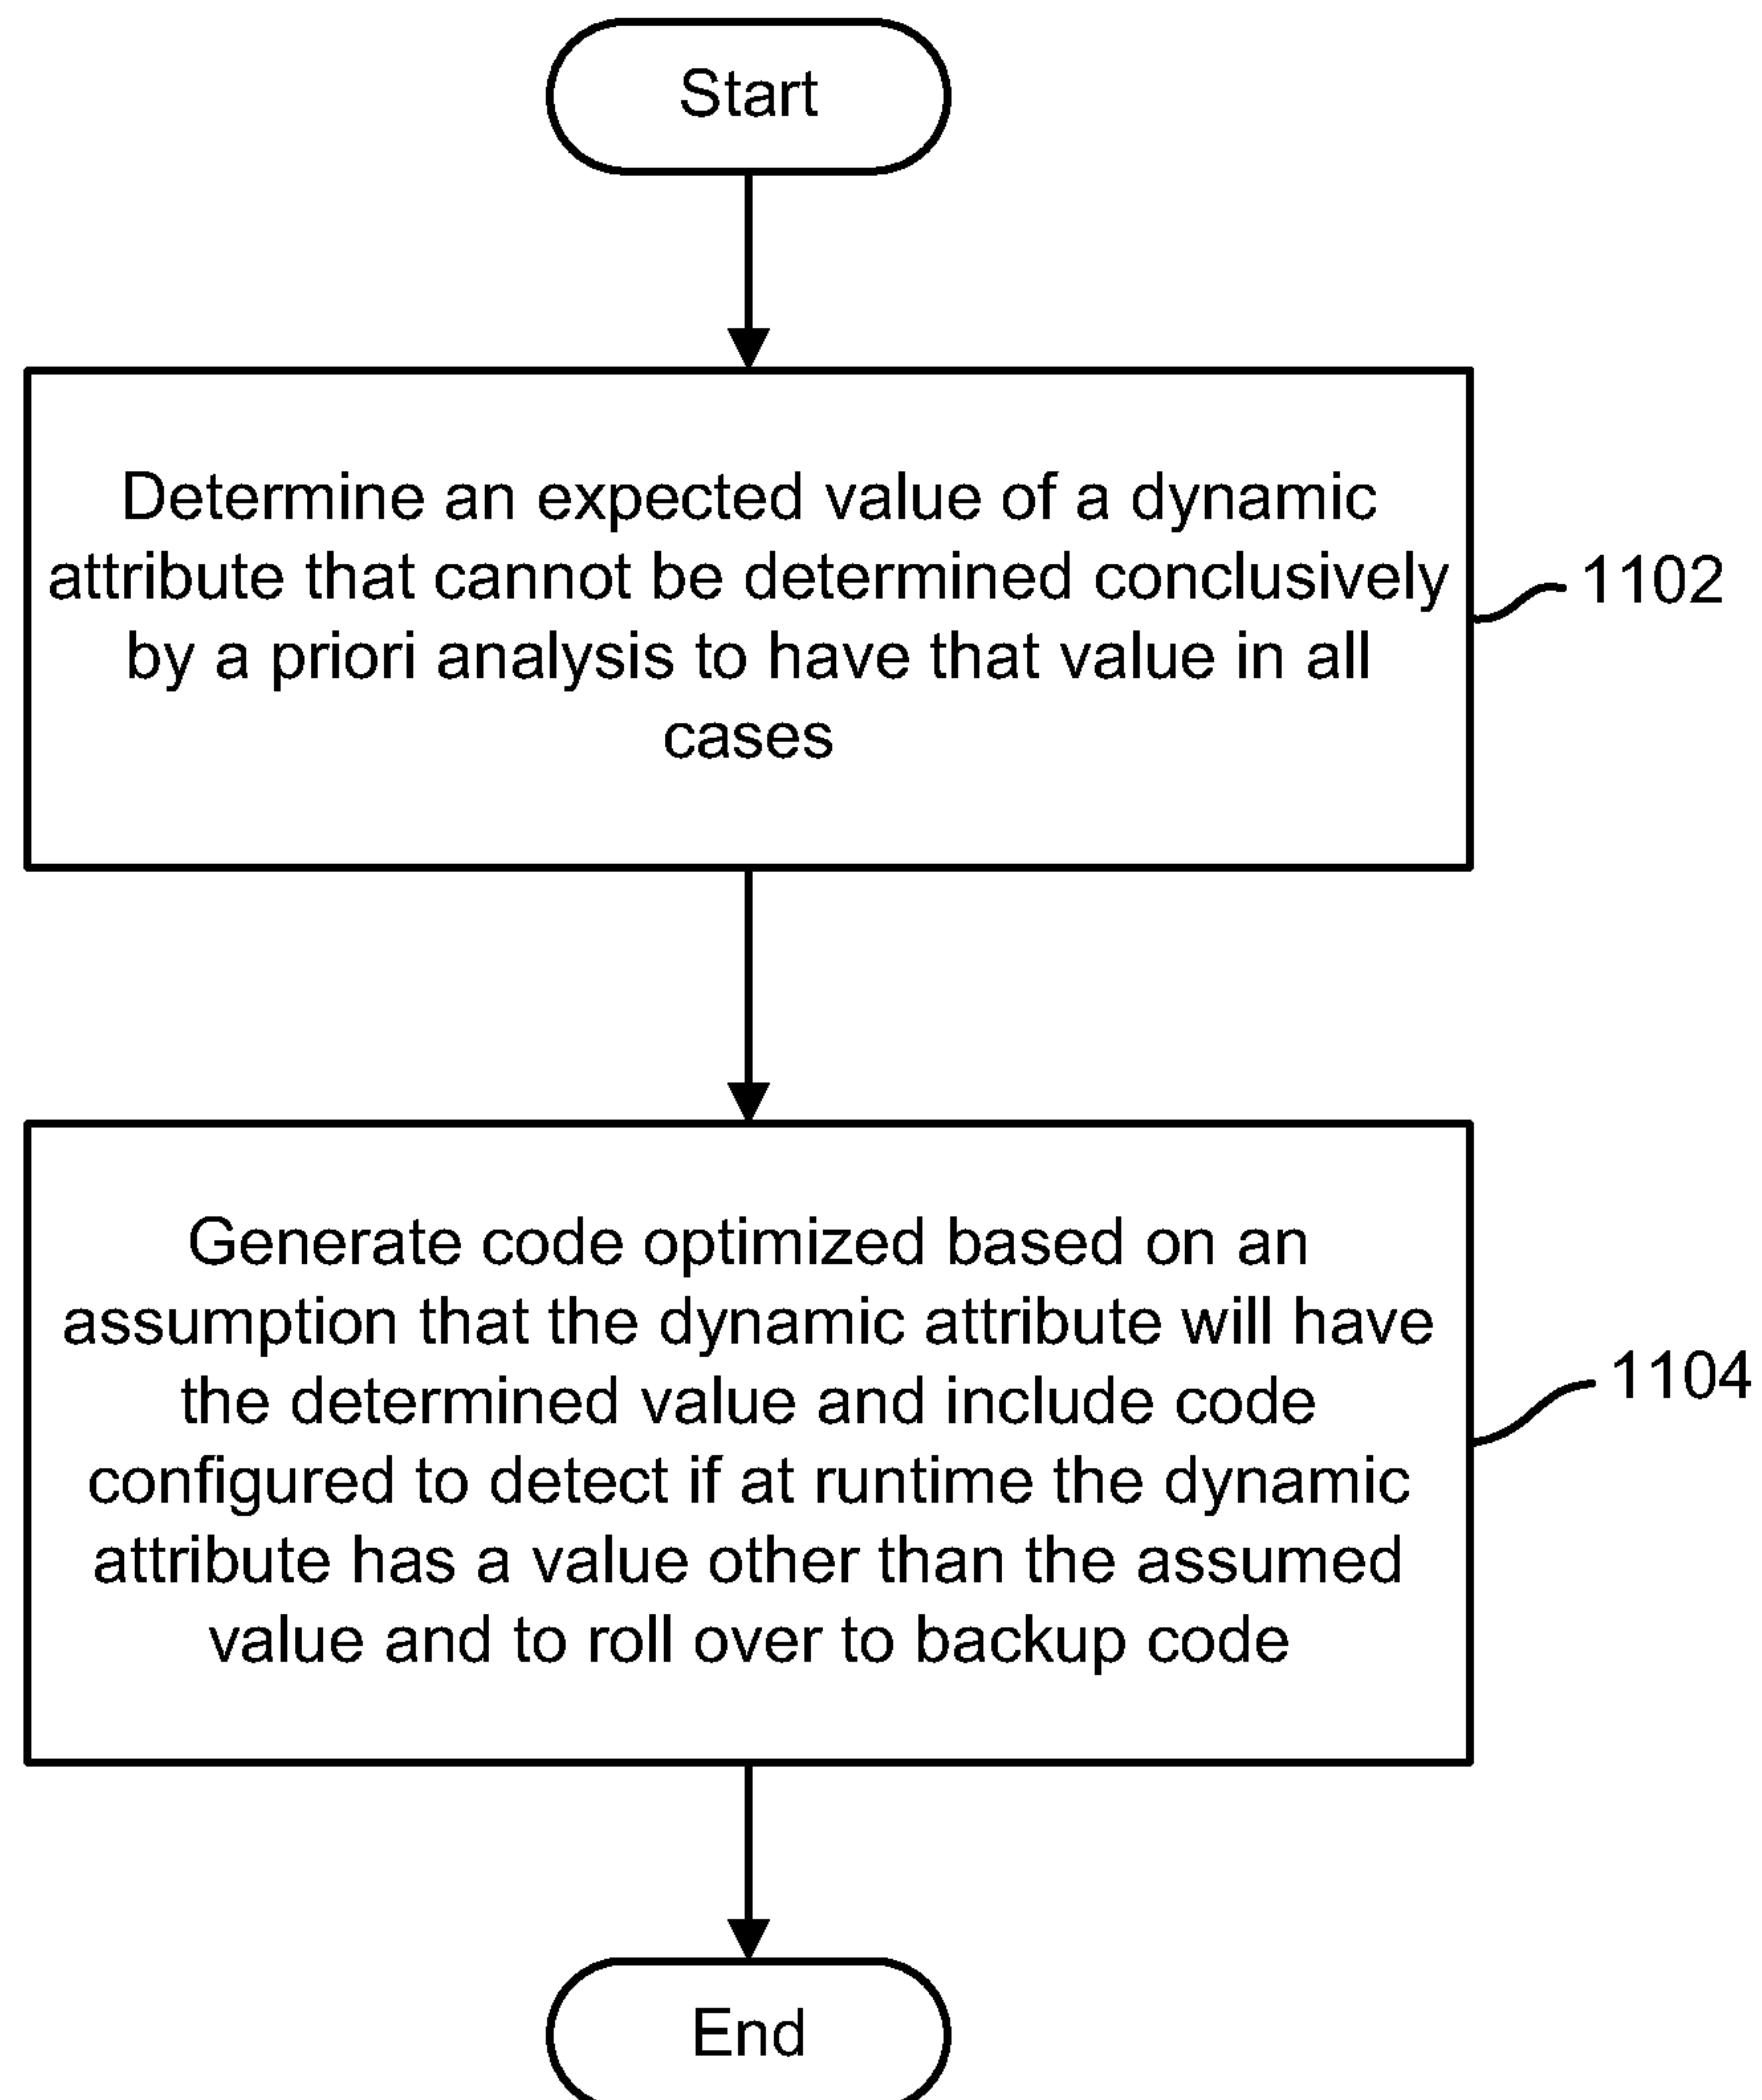 Start
Determine an expected value of a dynamic
attribute that cannot be determined conclusively
by a priori analysis to have that value in all
cases
1102
Generate code optimized based on an
assumption that the dynamic attribute will have
the determined value and include code
configured to detect if at runtime the dynamic
attribute has a value other than the assumed
value and to roll over to backup code
1104
End